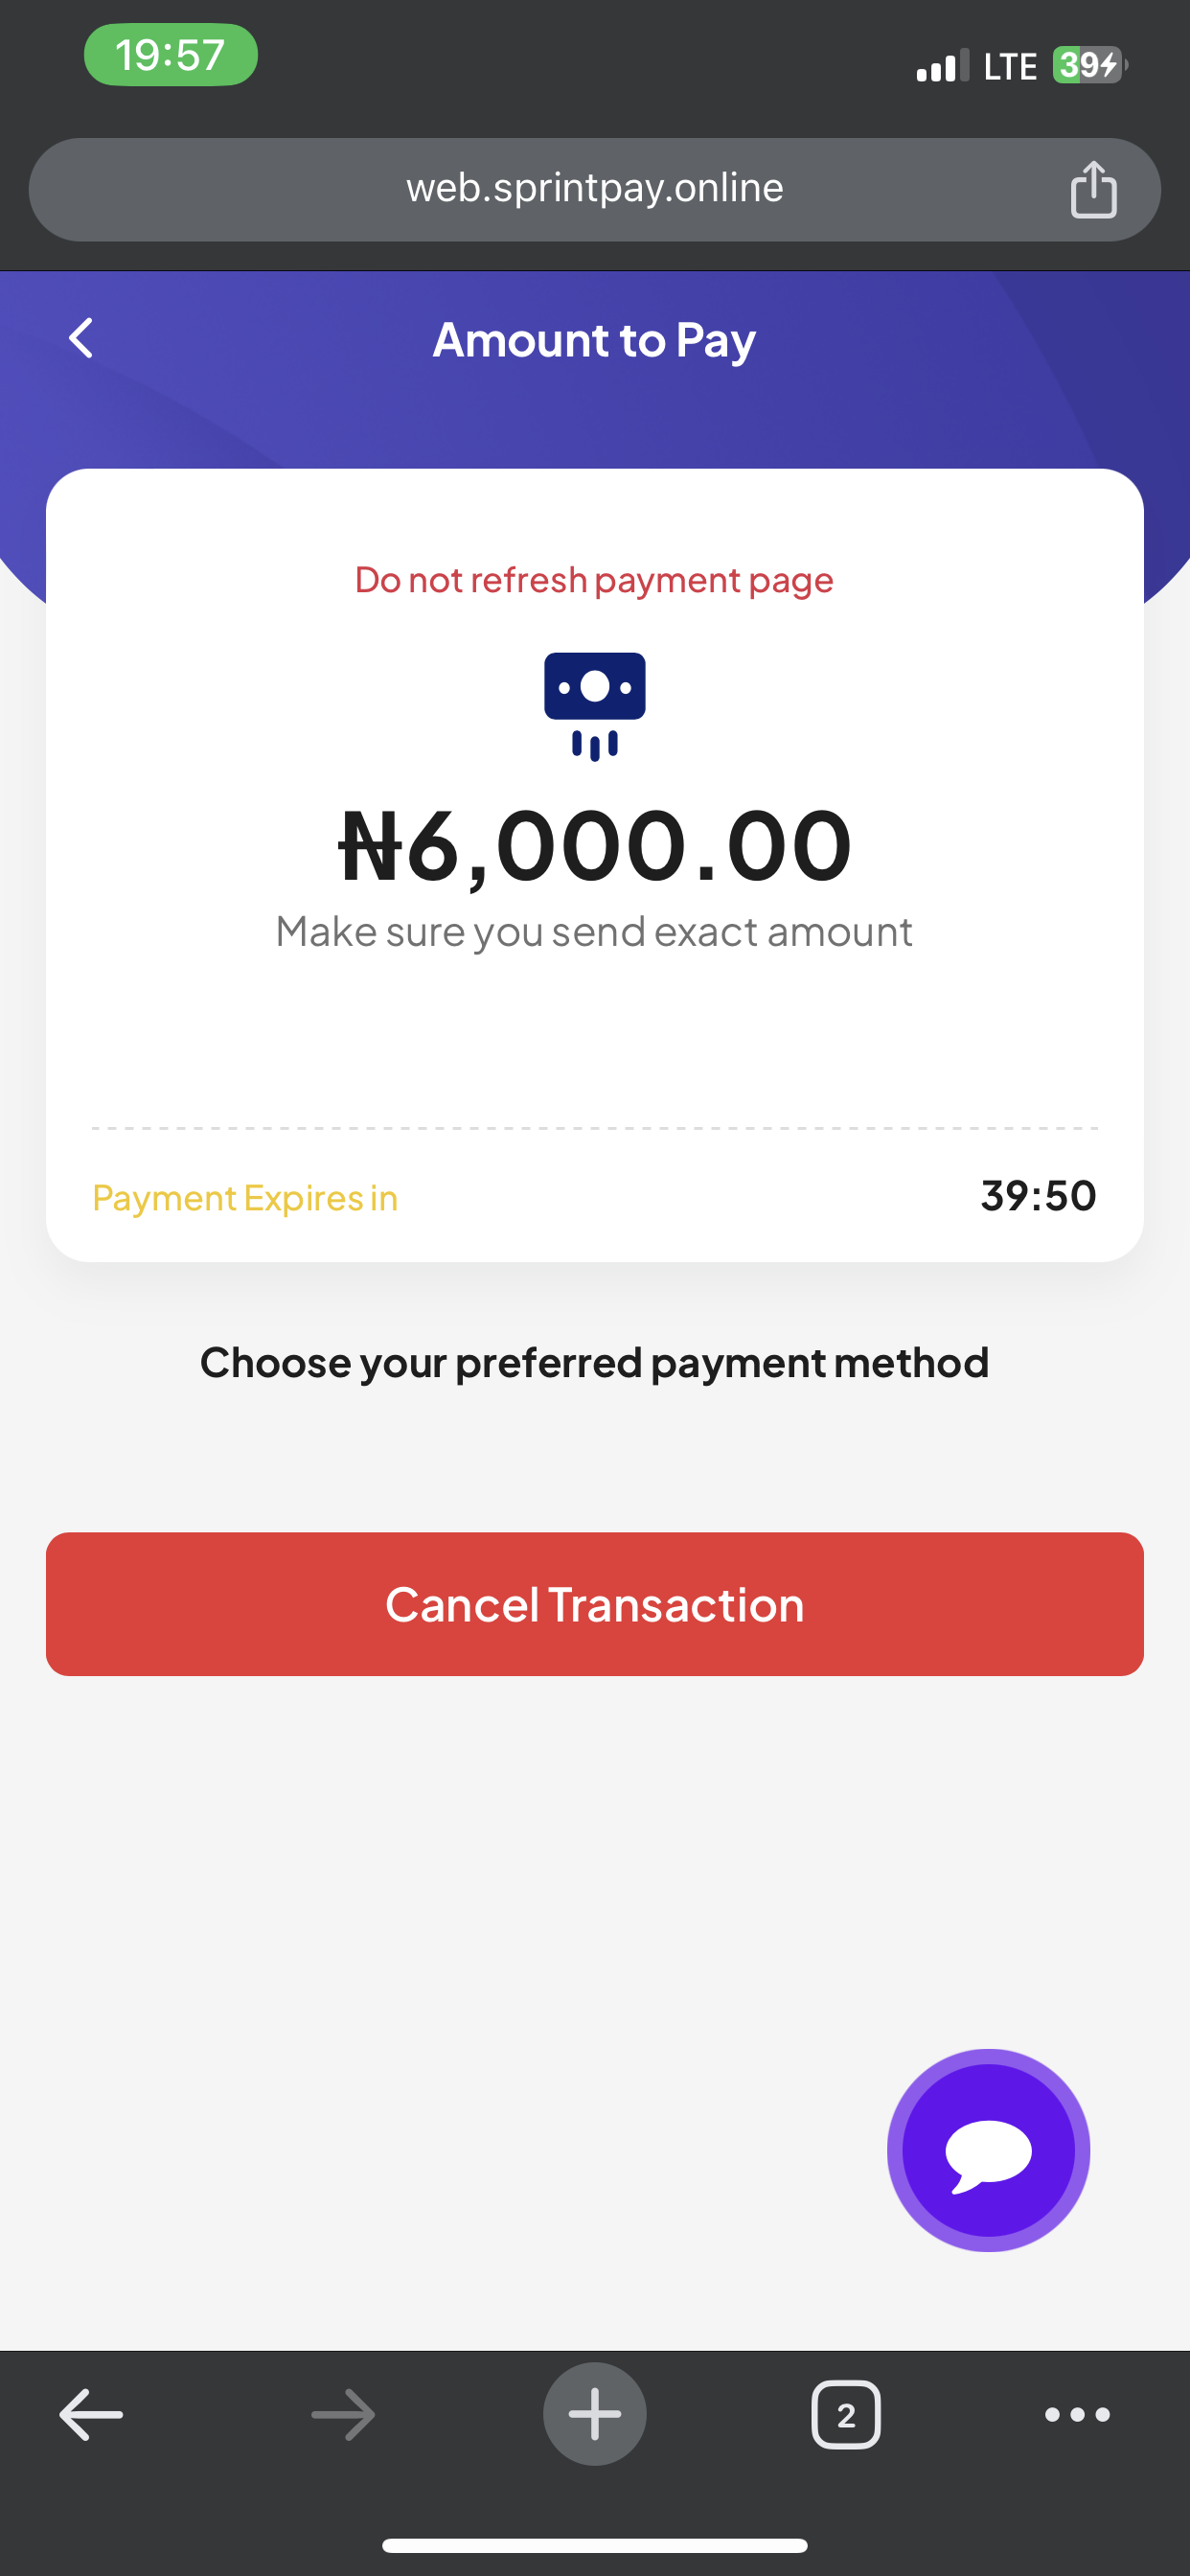 19:57
LTE
39
web.sprintpay.online
Amount to Pay
Do not refresh payment page
₦6,000.00
Make sure you send exact amount
Payment Expires in
39:50
Choose your preferred payment method
Cancel Transaction
2